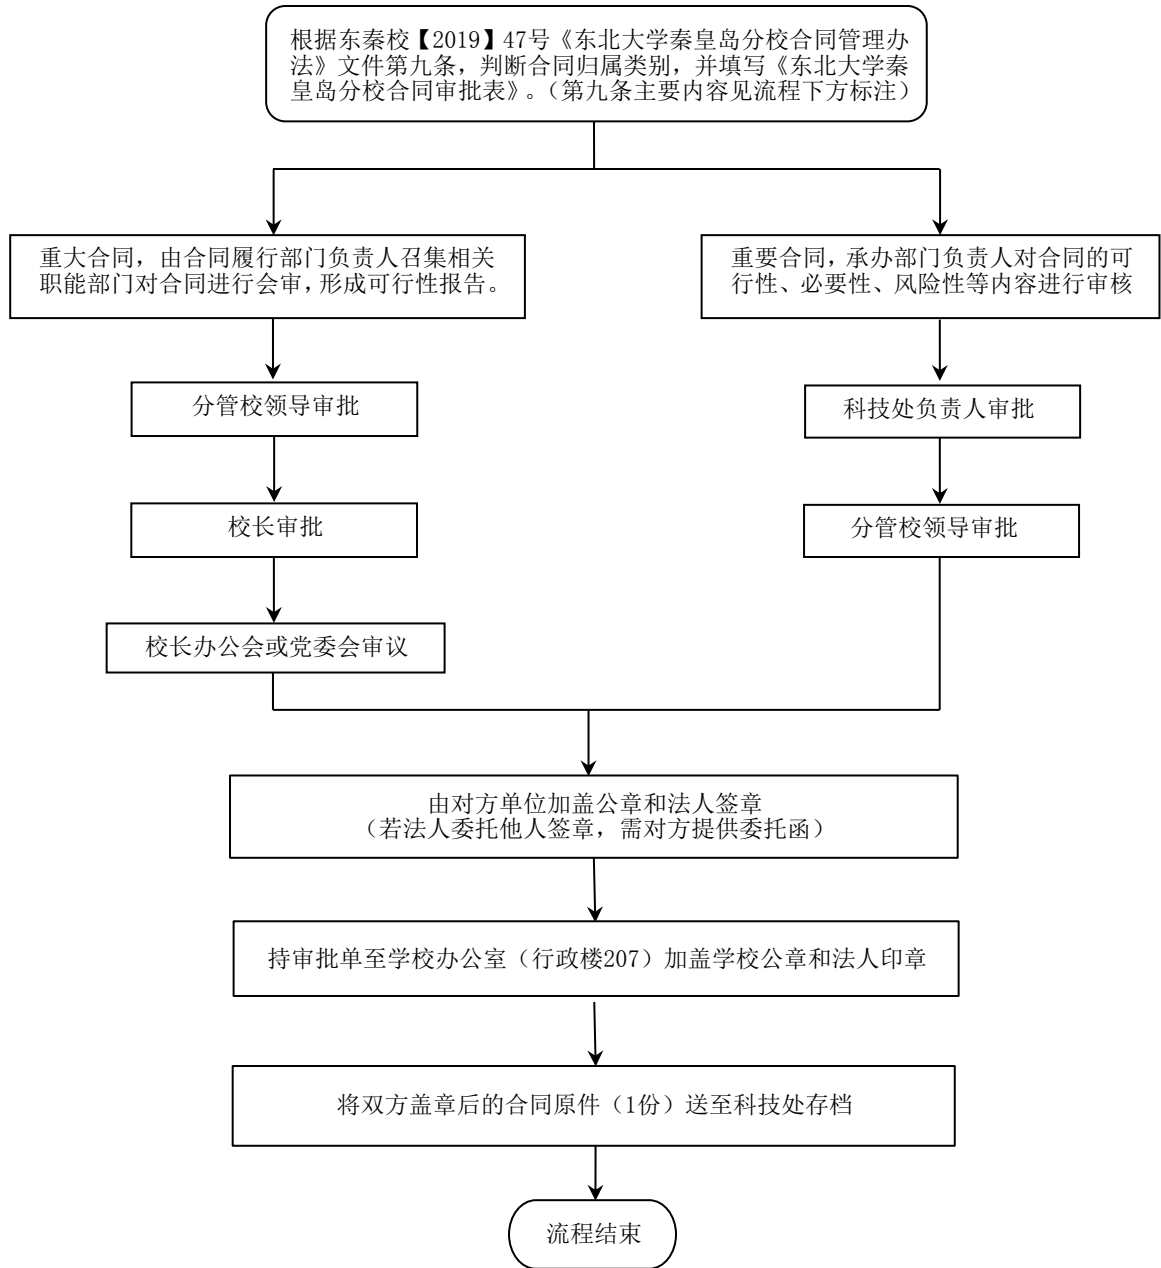 根据东秦校【2019】47号《东北大学秦皇岛分校合同管理办
法》文件第九条，判断合同归属类别，并填写《东北大学秦
皇岛分校合同审批表》。（第九条主要内容见流程下方标注）
重大合同，由合同履行部门负责人召集相关
职能部门对合同进行会审，形成可行性报告。
重要合同，承办部门负责人对合同的可
行性、必要性、风险性等内容进行审核
分管校领导审批
科技处负责人审批
校长审批
分管校领导审批
校长办公会或党委会审议
由对方单位加盖公章和法人签章
（若法人委托他人签章，需对方提供委托函）
持审批单至学校办公室（行政楼207）加盖学校公章和法人印章
将双方盖章后的合同原件（1份）送至科技处存档
流程结束